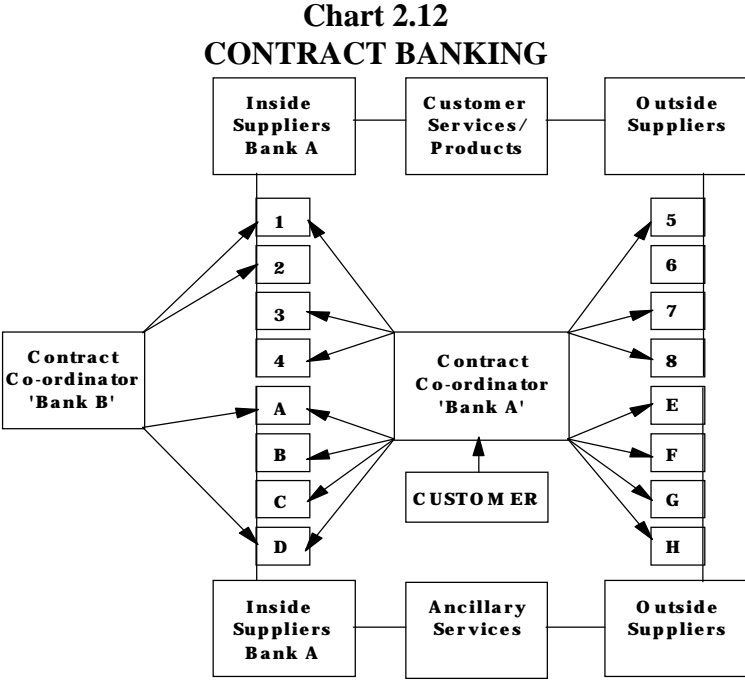 Chart 2.12
CONTRACT BANKING
Inside
Suppliers
Bank A
Customer
Services/
Products
Outside
Suppliers
1
2
3
4
A
B
C
D
5
6
7
8
E
F
G
H
Contract
Co-ordinator
'Bank B'
Contract
Co-ordinator
'Bank A'
CUSTOMER
Inside
Suppliers
Bank A
Ancillary
Services
Outside
Suppliers